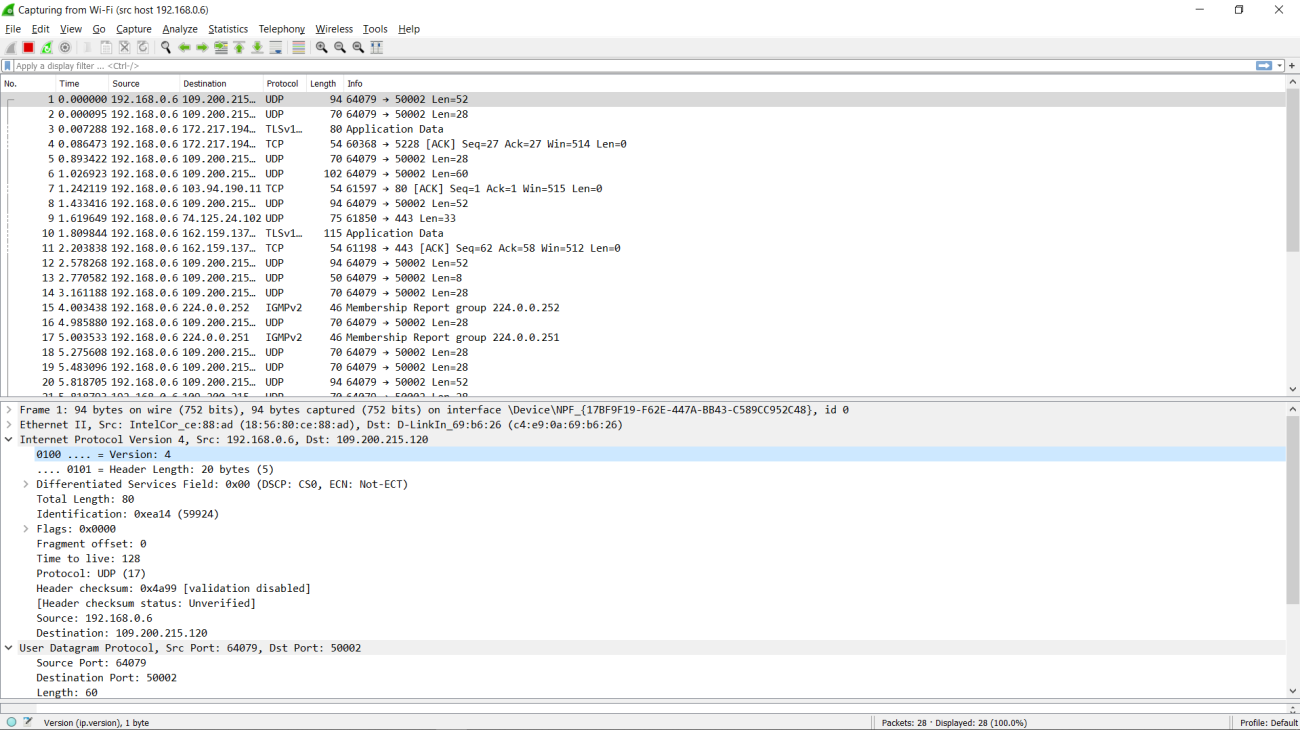 Capturing from Wi-Fi (src host 192.168.0.6)
File Edit View Go Capture Analyze Statistics Telephony Wireless Tools Help
Apply a display filter ... <Ctrl-/>
No. Time Source Destination Protocol Length Info
1 0.000000 192.168.0.6 109.200.215… UDP 94 64079 → 50002 Len=52
2 0.000095 192.168.0.6 109.200.215… UDP 70 64079 → 50002 Len=28
3 0.007288 192.168.0.6 172.217.194… TLSv1… 80 Application Data
4 0.086473 192.168.0.6 172.217.194… TCP 54 60368 → 5228 [ACK] Seq=27 Ack=27 Win=514 Len=0
5 0.893422 192.168.0.6 109.200.215… UDP 70 64079 → 50002 Len=28
6 1.026923 192.168.0.6 109.200.215… UDP 102 64079 → 50002 Len=60
7 1.242119 192.168.0.6 103.94.190.11 TCP 54 61597 → 80 [ACK] Seq=1 Ack=1 Win=515 Len=0
8 1.433416 192.168.0.6 109.200.215… UDP 94 64079 → 50002 Len=52
9 1.619649 192.168.0.6 74.125.24.102 UDP 75 61850 → 443 Len=33
10 1.809844 192.168.0.6 162.159.137… TLSv1… 115 Application Data
11 2.203838 192.168.0.6 162.159.137… TCP 54 61198 → 443 [ACK] Seq=62 Ack=58 Win=512 Len=0
12 2.578268 192.168.0.6 109.200.215… UDP 94 64079 → 50002 Len=52
13 2.770582 192.168.0.6 109.200.215… UDP 50 64079 → 50002 Len=8
14 3.161188 192.168.0.6 109.200.215… UDP 70 64079 → 50002 Len=28
15 4.003438 192.168.0.6 224.0.0.252 IGMPv2 46 Membership Report group 224.0.0.252
16 4.985880 192.168.0.6 109.200.215… UDP 70 64079 → 50002 Len=28
17 5.003533 192.168.0.6 224.0.0.251 IGMPv2 46 Membership Report group 224.0.0.251
18 5.275608 192.168.0.6 109.200.215… UDP 70 64079 → 50002 Len=28
19 5.483096 192.168.0.6 109.200.215… UDP 70 64079 → 50002 Len=28
20 5.818705 192.168.0.6 109.200.215… UDP 94 64079 → 50002 Len=52
Frame 1: 94 bytes on wire (752 bits), 94 bytes captured (752 bits) on interface \Device\NPF_{17BF9F19-F62E-447A-BB43-C589CC952C48}, id 0
Ethernet II, Src: IntelCor_ce:88:ad (18:56:80:ce:88:ad), Dst: D-LinkIn_69:b6:26 (c4:e9:0a:69:b6:26)
Internet Protocol Version 4, Src: 192.168.0.6, Dst: 109.200.215.120
0100 .... = Version: 4
.... 0101 = Header Length: 20 bytes (5)
Differentiated Services Field: 0x00 (DSCP: CS0, ECN: Not-ECT)
Total Length: 80
Identification: 0xea14 (59924)
Flags: 0x0000
Fragment offset: 0
Time to live: 128
Protocol: UDP (17)
Header checksum: 0x4a99 [validation disabled]
[Header checksum status: Unverified]
Source: 192.168.0.6
Destination: 109.200.215.120
User Datagram Protocol, Src Port: 64079, Dst Port: 50002
Source Port: 64079
Destination Port: 50002
Length: 60
Version (ip.version), 1 byte Packets: 28 · Displayed: 28 (100.0%) Profile: Default